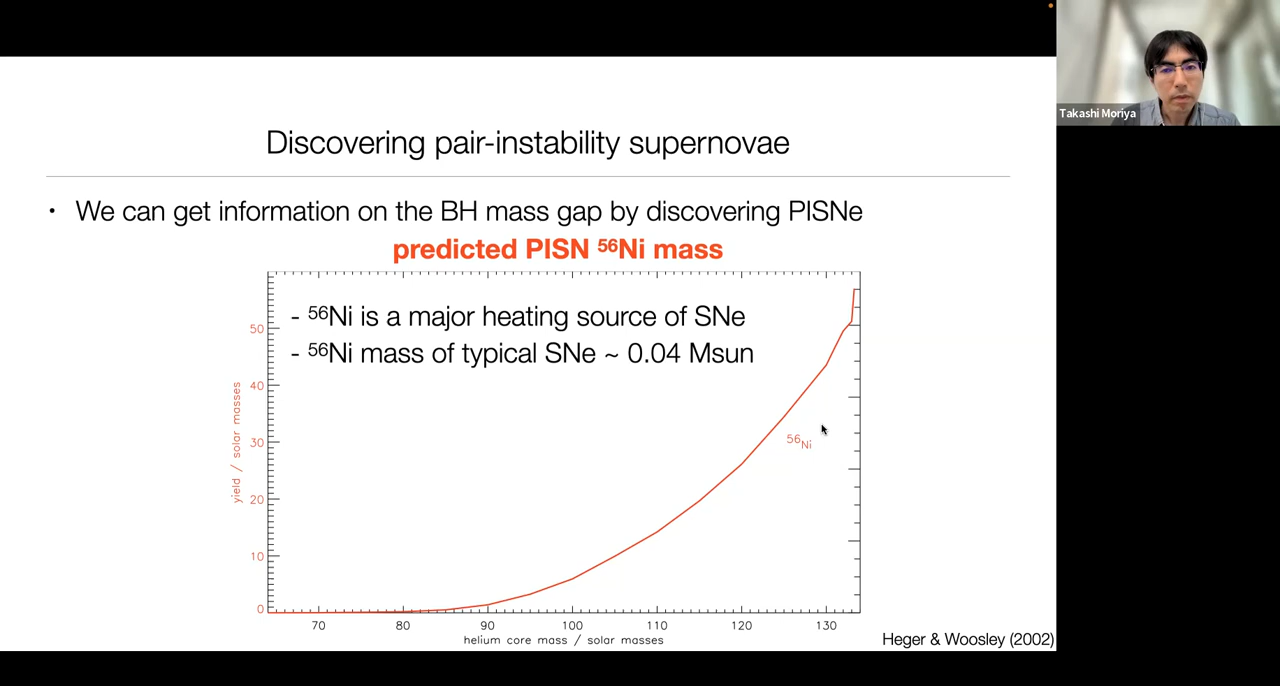 Takashi Moriya
Discovering pair-instability supernovae
• We can get information on the BH mass gap by discovering PISNe
predicted PISN ⁵⁶Ni mass
- ⁵⁶Ni is a major heating source of SNe
- ⁵⁶Ni mass of typical SNe ~ 0.04 Msun
50
40
30
20
10
0
yield / solar masses
⁵⁶Ni
70 80 90 100 110 120 130
helium core mass / solar masses
Heger & Woosley (2002)